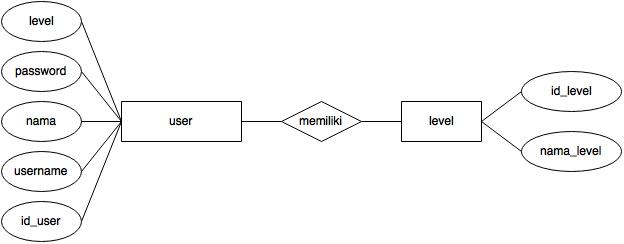 level
password
nama
username
id_user
user
memiliki
level
id_level
nama_level